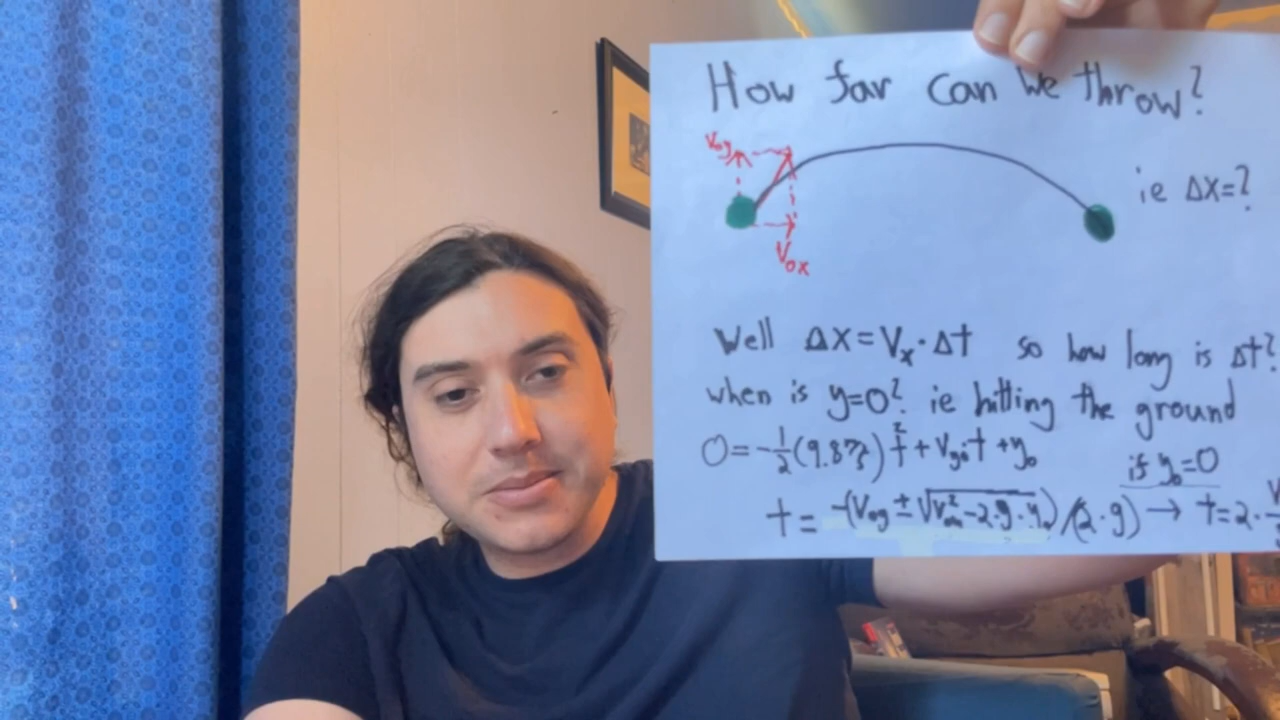 How far can we throw?
Voy
ie Δx=?
Vox
Well Δx=Vx·Δt so how long is Δt?
when is y=0? ie hitting the ground
0=-½(9.8 ) t² + Vyot + y₀
if y₀=0
t = -(Voy ± √ -2·g·y₀)/(2·g) → t=2·